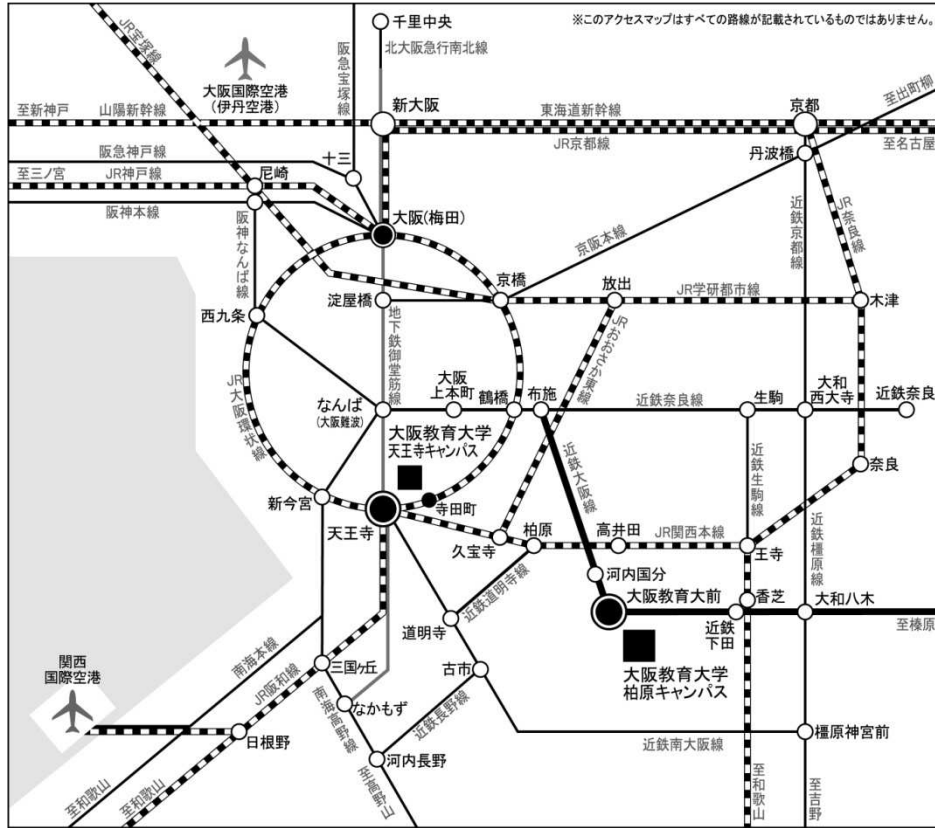 千里中央
※このアクセスマップはすべての路線が記載されているものではありません。
JR宝塚線
阪急宝塚線
北大阪急行南北線
大阪国際空港
(伊丹空港)
新大阪
京都
至出町柳
至新神戸
山陽新幹線
東海道新幹線
JR京都線
至名古屋
丹波橋
阪急神戸線
十三
至三ノ宮
JR神戸線
尼崎
阪神本線
大阪(梅田)
阪神なんば線
京阪本線
近鉄京都線
JR奈良線
淀屋橋
京橋
放出
JR学研都市線
木津
西九条
地下鉄御堂筋線
JRおおさか東線
JR大阪環状線
なんば
(大阪難波)
大阪
上本町
鶴橋
布施
近鉄奈良線
生駒
大和
西大寺
近鉄奈良
大阪教育大学
天王寺キャンパス
近鉄大阪線
近鉄生駒線
奈良
新今宮
天王寺
寺田町
久宝寺
柏原
高井田
JR関西本線
王寺
近鉄橿原線
河内国分
近鉄道明寺線
大阪教育大前
香芝
大和八木
近鉄
下田
至榛原
道明寺
大阪教育大学
柏原キャンパス
関西
国際空港
南海本線
JR阪和線
三国ヶ丘
古市
なかもず
南海高野線
近鉄長野線
日根野
河内長野
近鉄南大阪線
橿原神宮前
至和歌山
至和歌山
至高野山
至和歌山
至吉野